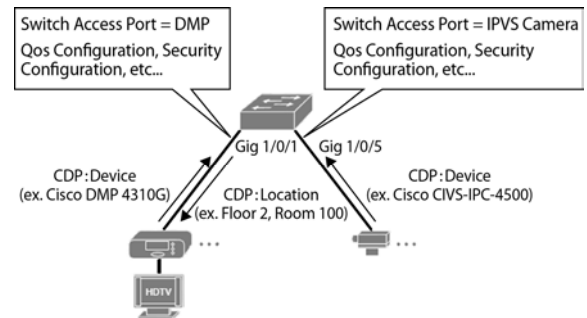 Switch Access Port = DMP
Qos Configuration, Security
Configuration, etc...
Switch Access Port = IPVS Camera
Qos Configuration, Security
Configuration, etc...
Gig 1/0/1
Gig 1/0/5
CDP:Device
(ex. Cisco DMP 4310G)
CDP:Location
(ex. Floor 2, Room 100)
CDP:Device
(ex. Cisco CIVS-IPC-4500)
...
...
HDTV